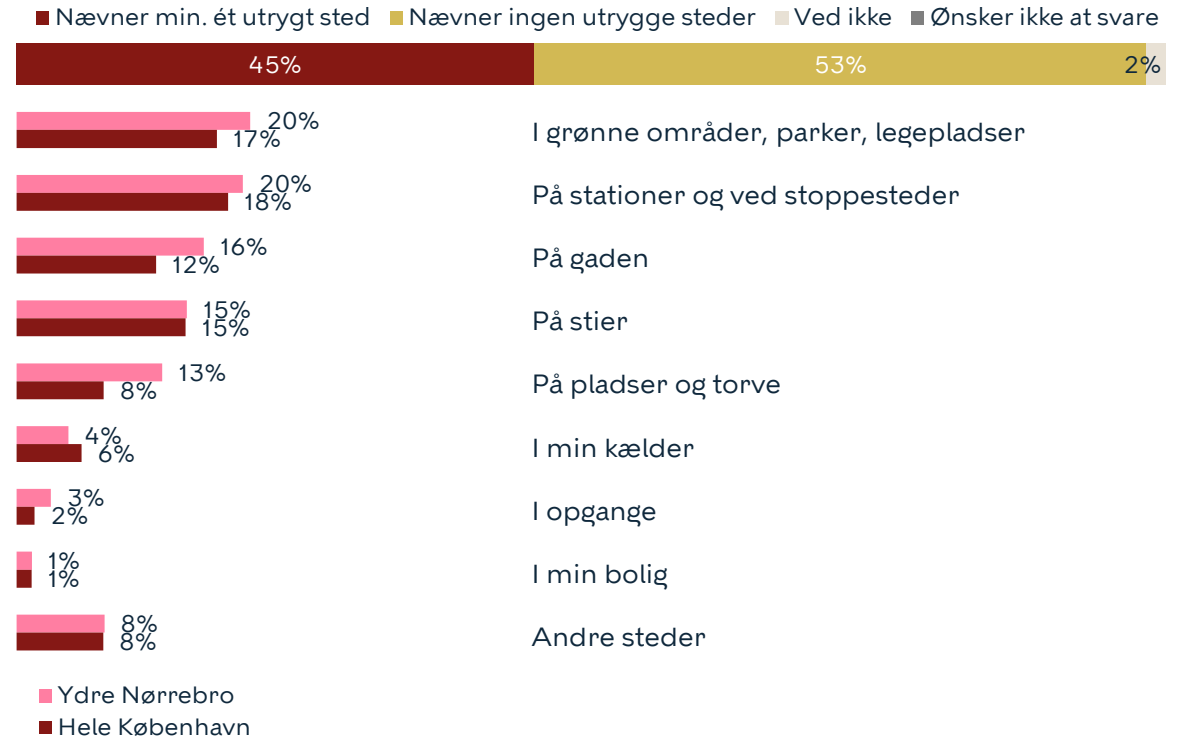 Nævner min. ét utrygt sted Nævner ingen utrygge steder Ved ikke Ønsker ikke at svare
45% 53% 2%
20% I grønne områder, parker, legepladser
17%
20% På stationer og ved stoppesteder
18%
16% På gaden
12%
15% På stier
15%
13% På pladser og torve
8%
4% I min kælder
6%
3% I opgange
2%
1% I min bolig
1%
8% Andre steder
8%
Ydre Nørrebro
Hele København